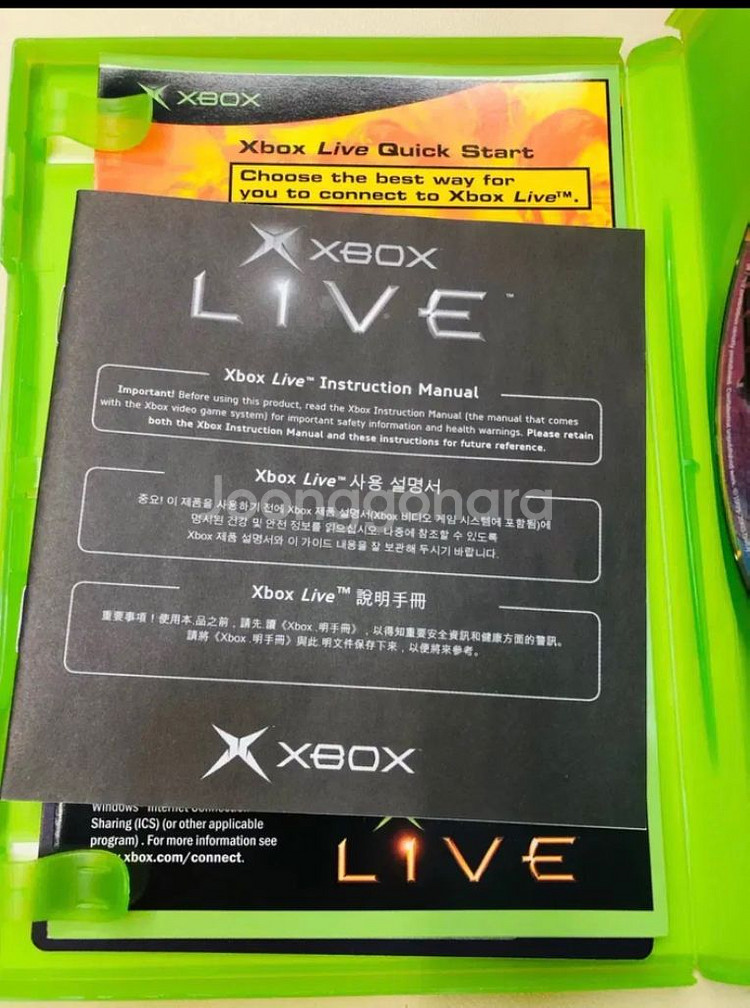 XBOX
Xbox Live Quick Start
Choose the best way for
you to connect to Xbox Live™.
XBOX
LIVE™
Xbox Live™ Instruction Manual
Important! Before using this product, read the Xbox Instruction Manual (the manual that comes
with the Xbox video game system) for important safety information and health warnings. Please retain
both the Xbox Instruction Manual and these instructions for future reference.
Xbox Live™ 사용 설명서
중요! 이 제품을 사용하기 전에 Xbox 제품 설명서(Xbox 비디오 게임 시스템에 포함됨)에
명시된 건강 및 안전 정보를 읽으십시오. 나중에 참조할 수 있도록
Xbox 제품 설명서와 이 가이드 내용을 잘 보관해 두시기 바랍니다.
joonggonara
Xbox Live™ 說明手冊
重要事項！使用本.品之前，請先.讀《Xbox .明手冊》，以得知重要安全資訊和健康方面的警訊。
請將《Xbox .明手冊》與此.明文件保存下來，以便將來參考。
XBOX
Windows Internet
Sharing (ICS) (or other applicable
program). For more information see
.xbox.com/connect.
LIVE